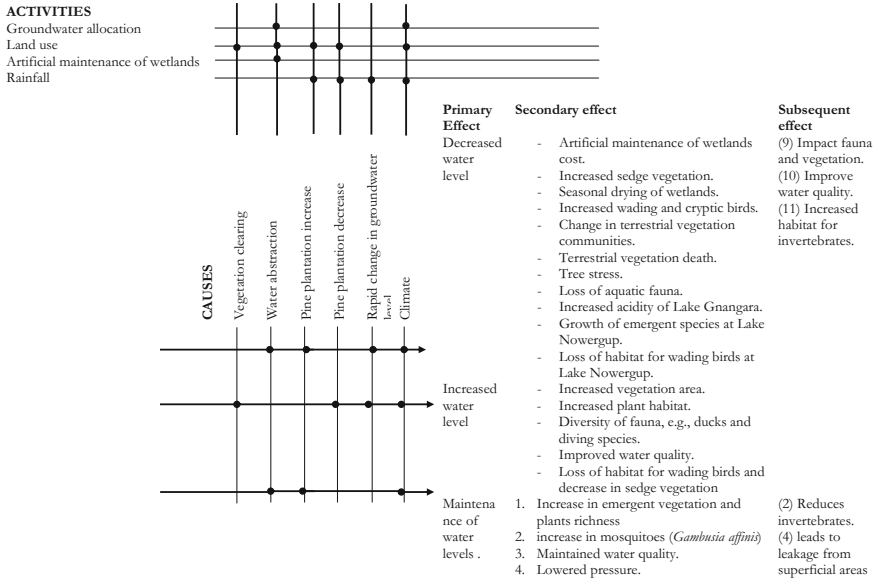 ACTIVITIES
Groundwater allocation
Land use
Artificial maintenance of wetlands
Rainfall
CAUSES
Vegetation clearing
Water abstraction
Pine plantation increase
Pine plantation decrease
Rapid change in groundwater
level
Climate
Primary
Effect
Secondary effect
Subsequent
effect
Decreased
water
level
- Artificial maintenance of wetlands
cost.
- Increased sedge vegetation.
- Seasonal drying of wetlands.
- Increased wading and cryptic birds.
- Change in terrestrial vegetation
communities.
- Terrestrial vegetation death.
- Tree stress.
- Loss of aquatic fauna.
- Increased acidity of Lake Gnangara.
- Growth of emergent species at Lake
Nowergup.
- Loss of habitat for wading birds at
Lake Nowergup.
(9) Impact fauna
and vegetation.
(10) Improve
water quality.
(11) Increased
habitat for
invertebrates.
Increased
water
level
- Increased vegetation area.
- Increased plant habitat.
- Diversity of fauna, e.g., ducks and
diving species.
- Improved water quality.
- Loss of habitat for wading birds and
decrease in sedge vegetation
Maintena
nce of
water
levels .
1. Increase in emergent vegetation and
plants richness
2. increase in mosquitoes (Gambusia affinis)
3. Maintained water quality.
4. Lowered pressure.
(2) Reduces
invertebrates.
(4) leads to
leakage from
superficial areas